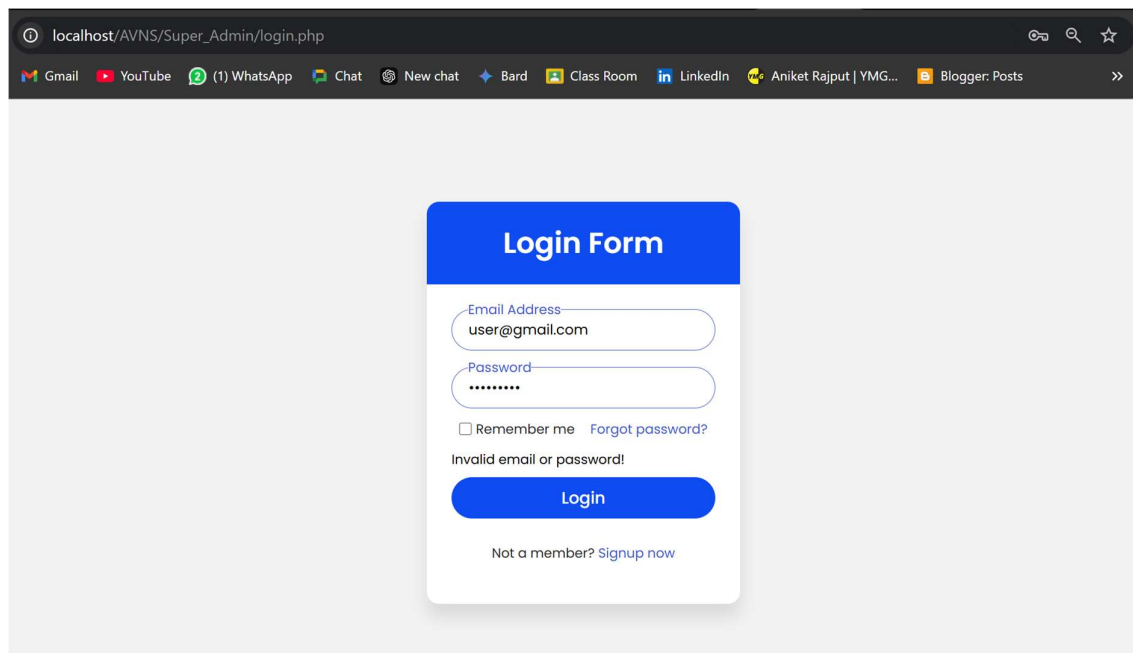 localhost/AVNS/Super_Admin/login.php
Gmail YouTube (1) WhatsApp Chat New chat Bard Class Room in LinkedIn YMG Aniket Rajput | YMG... Blogger: Posts »
Login Form
Email Address
user@gmail.com
Password
•••••••••
Remember me Forgot password?
Invalid email or password!
Login
Not a member? Signup now